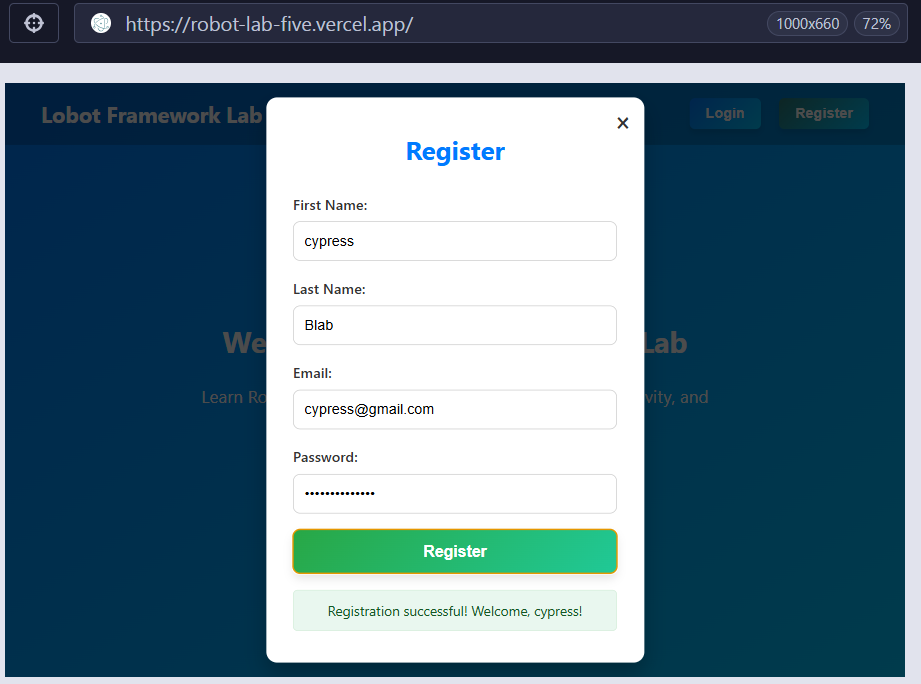 https://robot-lab-five.vercel.app/
1000x660
72%
Lobot Framework Lab
Login
Register
×
Register
First Name:
cypress
Last Name:
Blab
We
Lab
Email:
Learn Ro
cypress@gmail.com
vity, and
Password:
••••••••••••••
Register
Registration successful! Welcome, cypress!